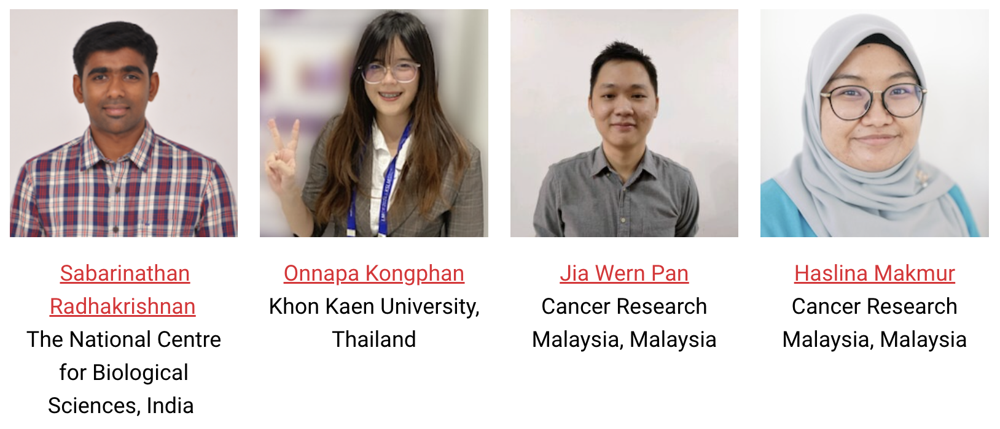 Sabarinathan
Radhakrishnan
The National Centre
for Biological
Sciences, India
Onnapa Kongphan
Khon Kaen University,
Thailand
Jia Wern Pan
Cancer Research
Malaysia, Malaysia
Haslina Makmur
Cancer Research
Malaysia, Malaysia